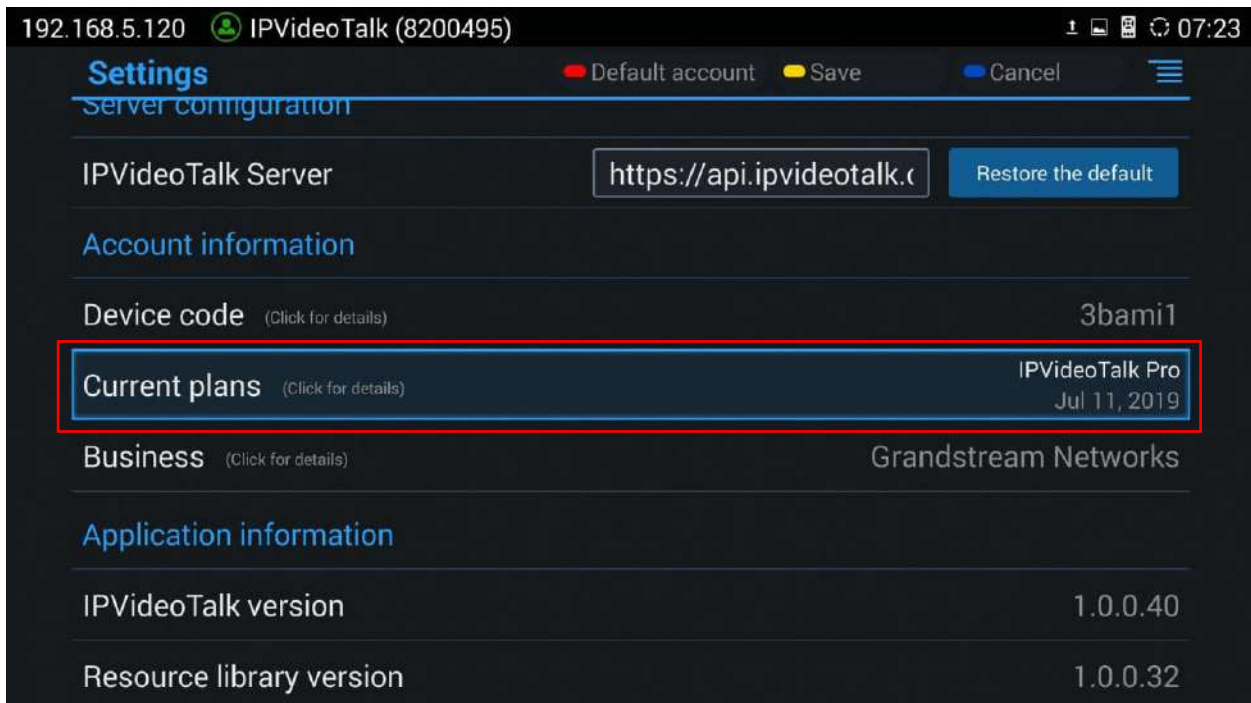 192.168.5.120 IPVideoTalk (8200495) 07:23
Settings Default account Save Cancel
Server configuration
IPVideoTalk Server https://api.ipvideotalk.c Restore the default
Account information
Device code (Click for details) 3bami1
Current plans (Click for details) IPVideoTalk Pro
Jul 11, 2019
Business (Click for details) Grandstream Networks
Application information
IPVideoTalk version 1.0.0.40
Resource library version 1.0.0.32